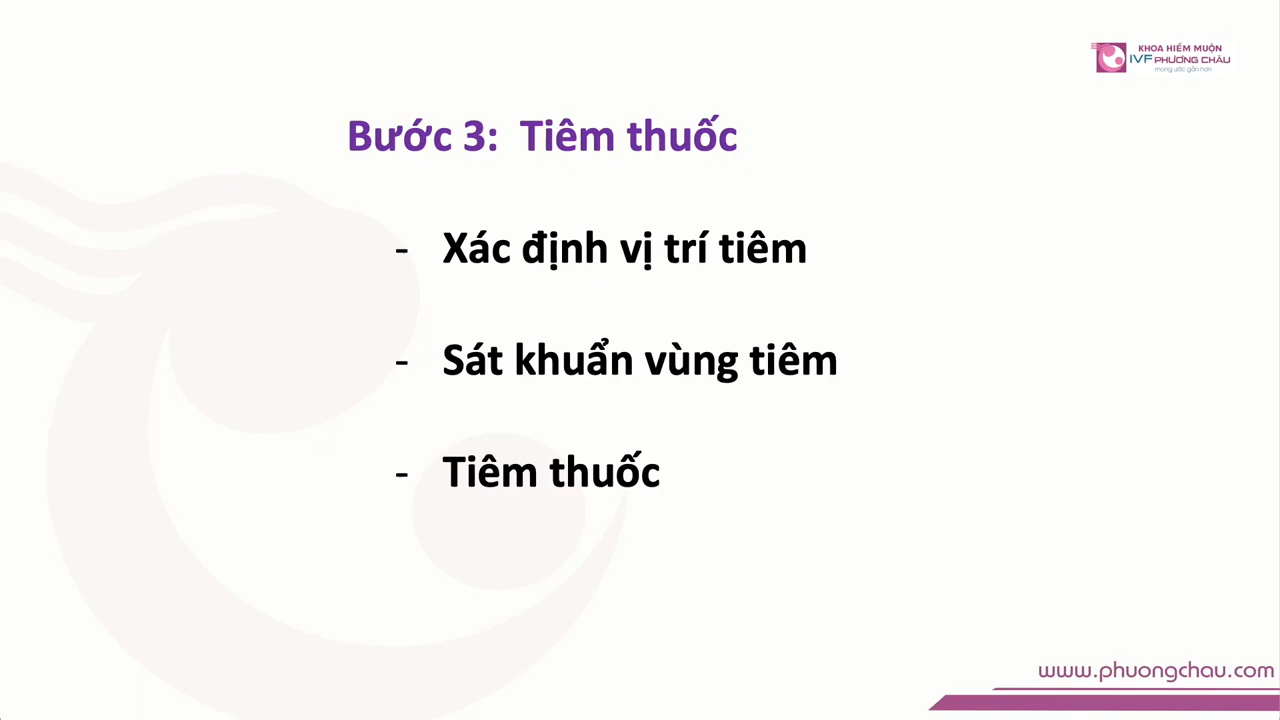 KHOA HIẾM MUỘN
IVF PHƯƠNG CHÂU
mong ước gần hơn
Bước 3: Tiêm thuốc
- Xác định vị trí tiêm
- Sát khuẩn vùng tiêm
- Tiêm thuốc
www.phuongchau.com